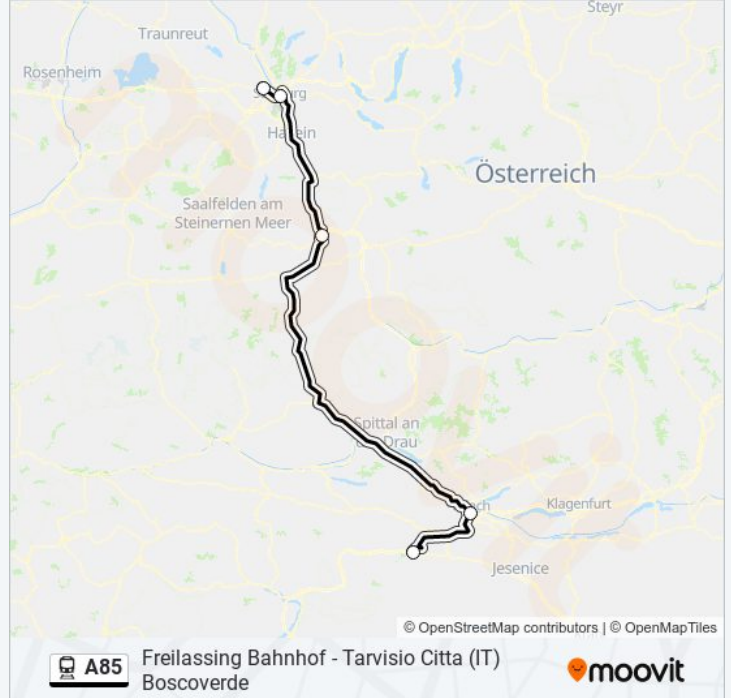 Steyr
Traunreut
Rosenheim
Österreich
Saalfelden am
Steinernen Meer
Spittal an
Drau
Klagenfurt
Jesenice
© OpenStreetMap contributors | © OpenMapTiles
A85
Freilassing Bahnhof - Tarvisio Citta (IT)
Boscoverde
moovit